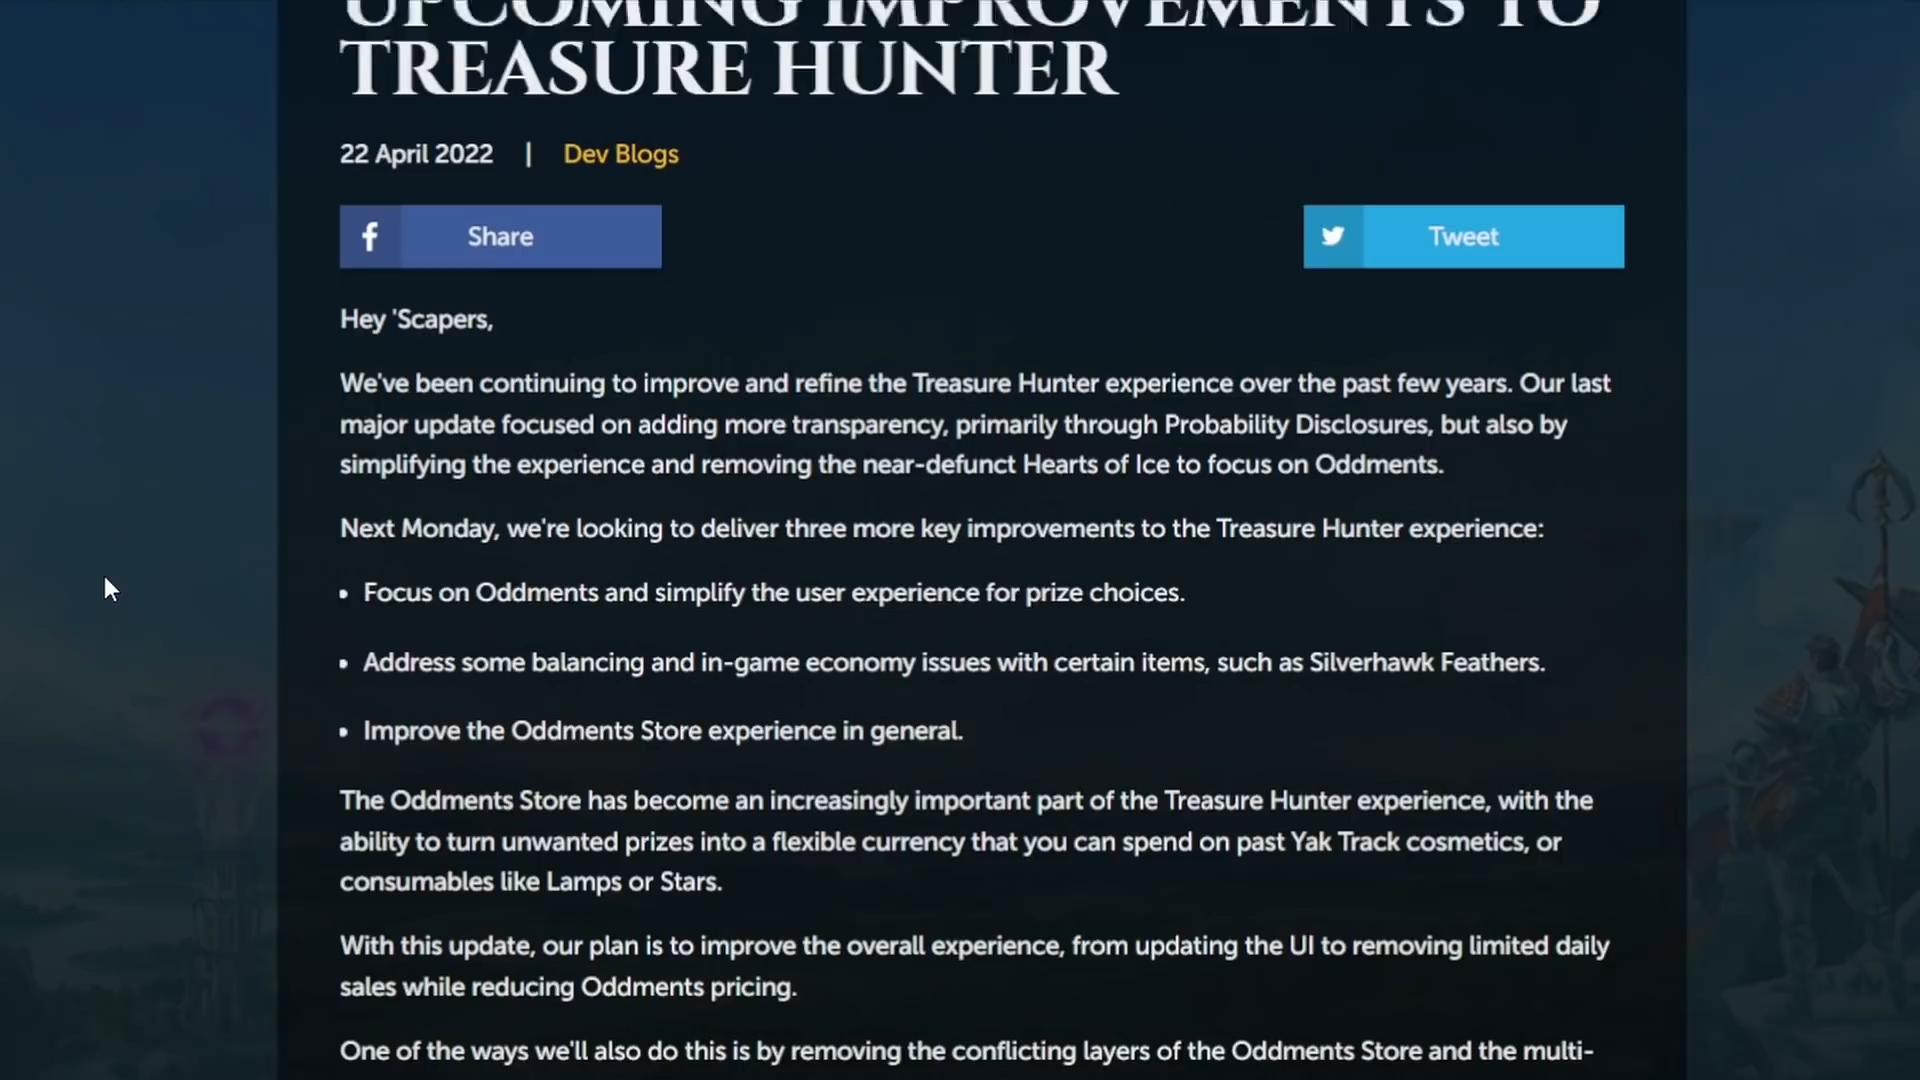 UPCOMING IMPROVEMENTS TO
TREASURE HUNTER
22 April 2022 | Dev Blogs
Share
Tweet
Hey 'Scapers,
We've been continuing to improve and refine the Treasure Hunter experience over the past few years. Our last
major update focused on adding more transparency, primarily through Probability Disclosures, but also by
simplifying the experience and removing the near-defunct Hearts of Ice to focus on Oddments.
Next Monday, we're looking to deliver three more key improvements to the Treasure Hunter experience:
• Focus on Oddments and simplify the user experience for prize choices.
• Address some balancing and in-game economy issues with certain items, such as Silverhawk Feathers.
• Improve the Oddments Store experience in general.
The Oddments Store has become an increasingly important part of the Treasure Hunter experience, with the
ability to turn unwanted prizes into a flexible currency that you can spend on past Yak Track cosmetics, or
consumables like Lamps or Stars.
With this update, our plan is to improve the overall experience, from updating the UI to removing limited daily
sales while reducing Oddments pricing.
One of the ways we'll also do this is by removing the conflicting layers of the Oddments Store and the multi-